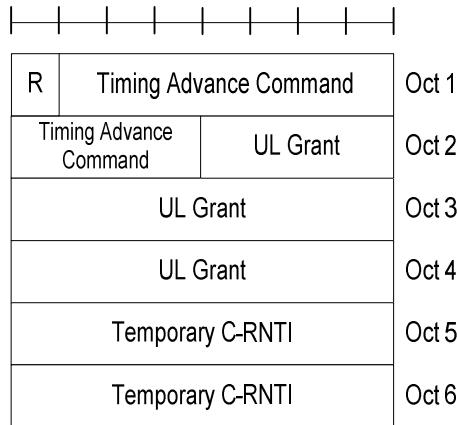 R Timing Advance Command Oct 1
Timing Advance
Command UL Grant Oct 2
UL Grant Oct 3
UL Grant Oct 4
Temporary C-RNTI Oct 5
Temporary C-RNTI Oct 6